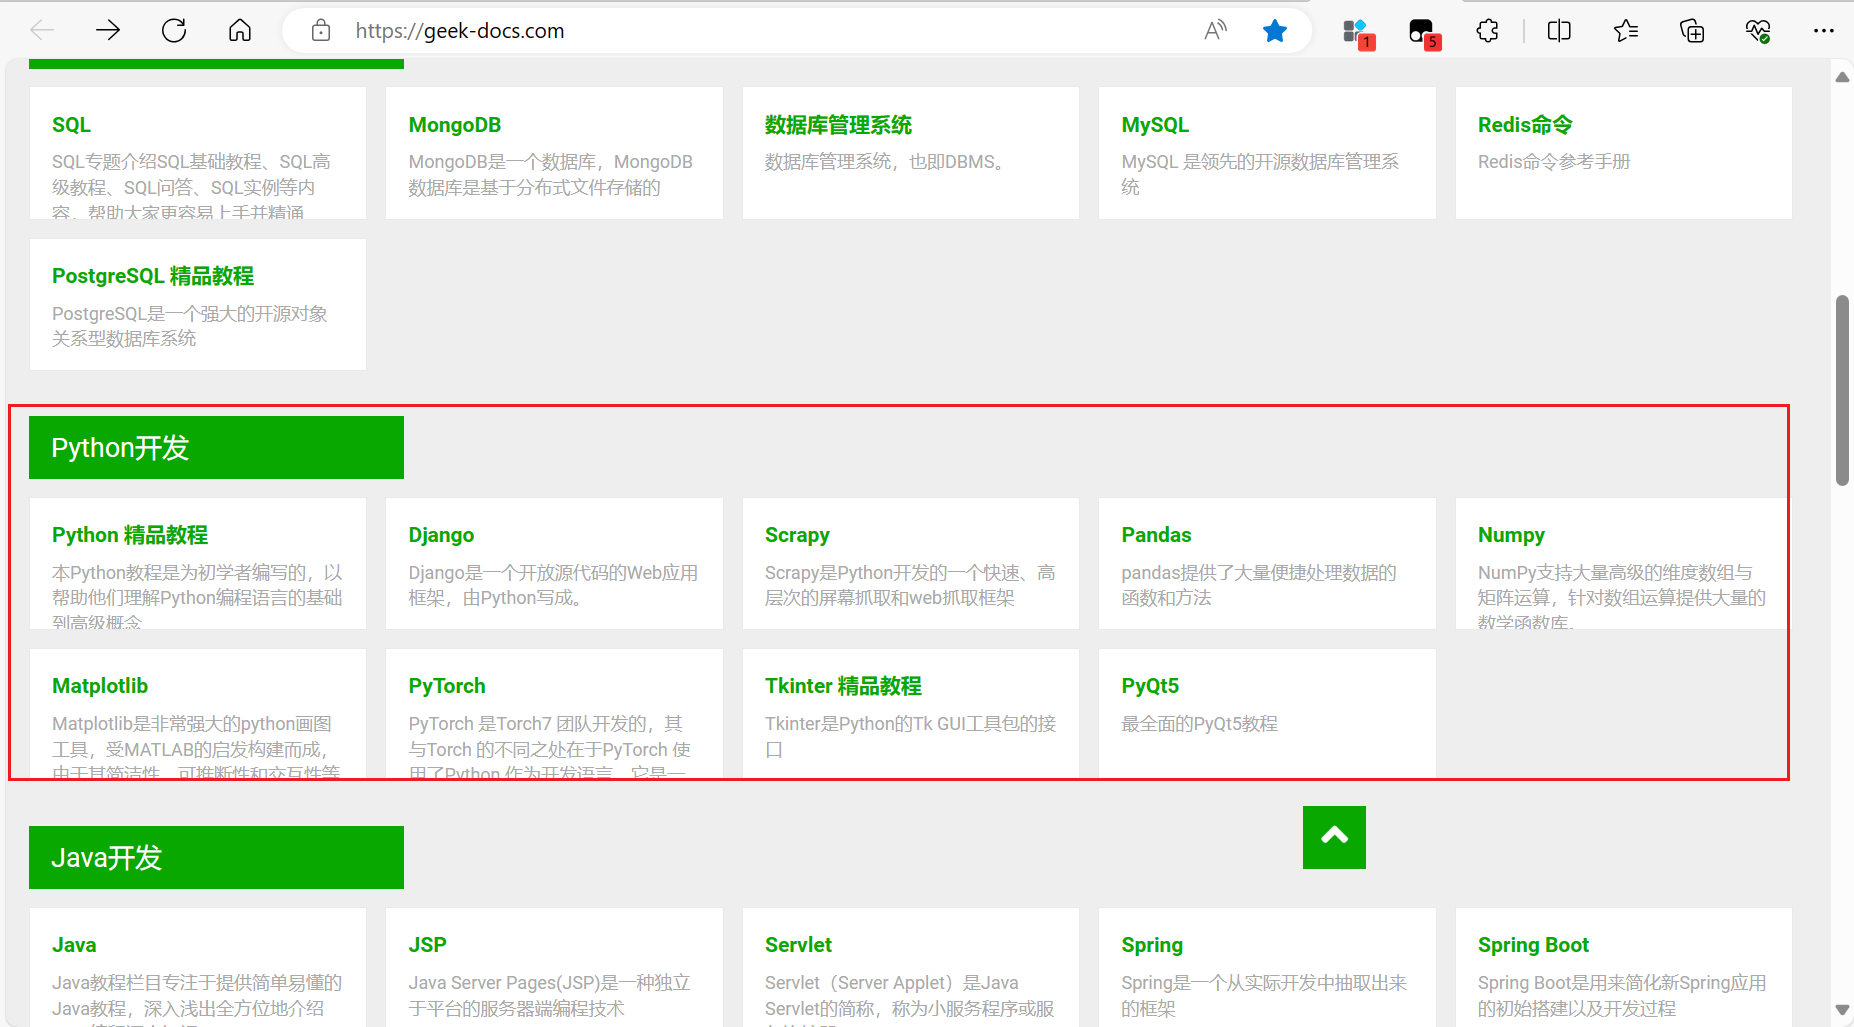 https://geek-docs.com
1
5
SQL
SQL专题介绍SQL基础教程、SQL高
级教程、SQL问答、SQL实例等内
容，帮助大家更容易上手并精通
MongoDB
MongoDB是一个数据库，MongoDB
数据库是基于分布式文件存储的
数据库管理系统
数据库管理系统，也即DBMS。
MySQL
MySQL 是领先的开源数据库管理系
统
Redis命令
Redis命令参考手册
PostgreSQL 精品教程
PostgreSQL是一个强大的开源对象
关系型数据库系统
Python开发
Python 精品教程
本Python教程是为初学者编写的，以
帮助他们理解Python编程语言的基础
到高级概念
Django
Django是一个开放源代码的Web应用
框架，由Python写成。
Scrapy
Scrapy是Python开发的一个快速、高
层次的屏幕抓取和web抓取框架
Pandas
pandas提供了大量便捷处理数据的
函数和方法
Numpy
NumPy支持大量高级的维度数组与
矩阵运算，针对数组运算提供大量的
数学函数库。
Matplotlib
Matplotlib是非常强大的python画图
工具，受MATLAB的启发构建而成，
由于其简洁性、可推断性和交互性等
PyTorch
PyTorch 是Torch7 团队开发的，其
与Torch 的不同之处在于PyTorch 使
用了Python 作为开发语言，它是一
Tkinter 精品教程
Tkinter是Python的Tk GUI工具包的接
口
PyQt5
最全面的PyQt5教程
Java开发
Java
Java教程栏目专注于提供简单易懂的
Java教程，深入浅出全方位地介绍
JSP
Java Server Pages(JSP)是一种独立
于平台的服务器端编程技术
Servlet
Servlet（Server Applet）是Java
Servlet的简称，称为小服务程序或服
Spring
Spring是一个从实际开发中抽取出来
的框架
Spring Boot
Spring Boot是用来简化新Spring应用
的初始搭建以及开发过程